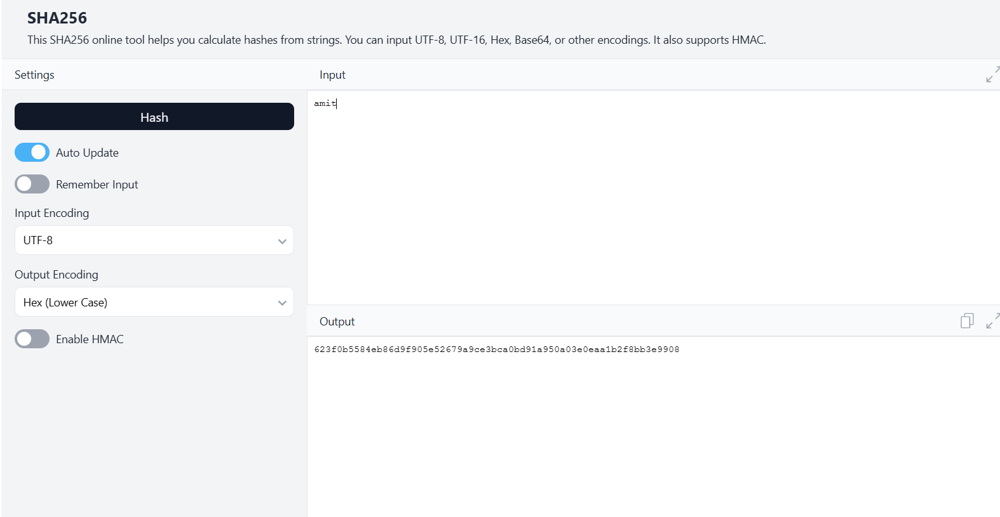 SHA256
This SHA256 online tool helps you calculate hashes from strings. You can input UTF-8, UTF-16, Hex, Base64, or other encodings. It also supports HMAC.
Settings
Input
Hash
amit
Auto Update
Remember Input
Input Encoding
UTF-8
Output Encoding
Hex (Lower Case)
Enable HMAC
Output
623f0b5584eb86d9f905e52679a9ce3bca0bd91a950a03e0eaa1b2f8bb3e9908